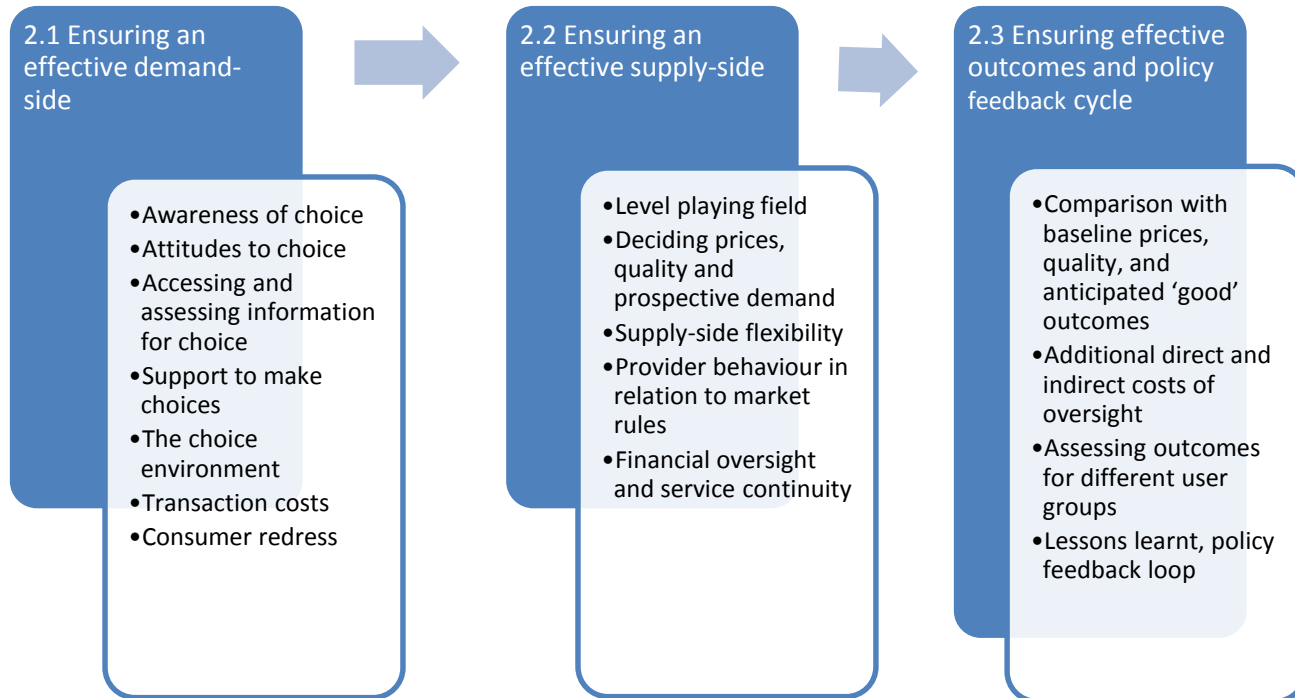 2.1 Ensuring an
effective demand-
side
•Awareness of choice
•Attitudes to choice
•Accessing and
assessing information
for choice
•Support to make
choices
•The choice
environment
•Transaction costs
•Consumer redress
2.2 Ensuring an
effective supply-side
•Level playing field
•Deciding prices,
quality and
prospective demand
•Supply-side flexibility
•Provider behaviour in
relation to market
rules
•Financial oversight
and service continuity
2.3 Ensuring effective
outcomes and policy
feedback cycle
•Comparison with
baseline prices,
quality, and
anticipated ‘good’
outcomes
•Additional direct and
indirect costs of
oversight
•Assessing outcomes
for different user
groups
•Lessons learnt, policy
feedback loop